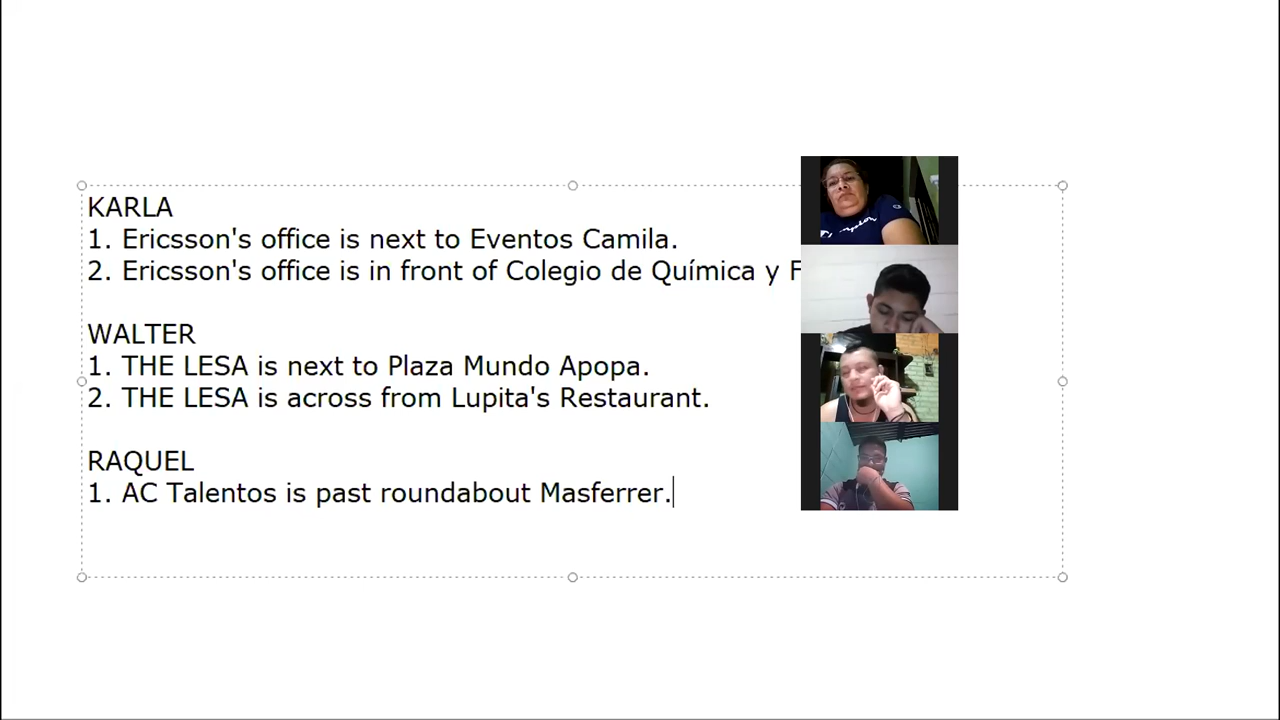 KARLA
1. Ericsson's office is next to Eventos Camila.
2. Ericsson's office is in front of Colegio de Química y
WALTER
1. THE LESA is next to Plaza Mundo Apopa.
2. THE LESA is across from Lupita's Restaurant.
RAQUEL
1. AC Talentos is past roundabout Masferrer.